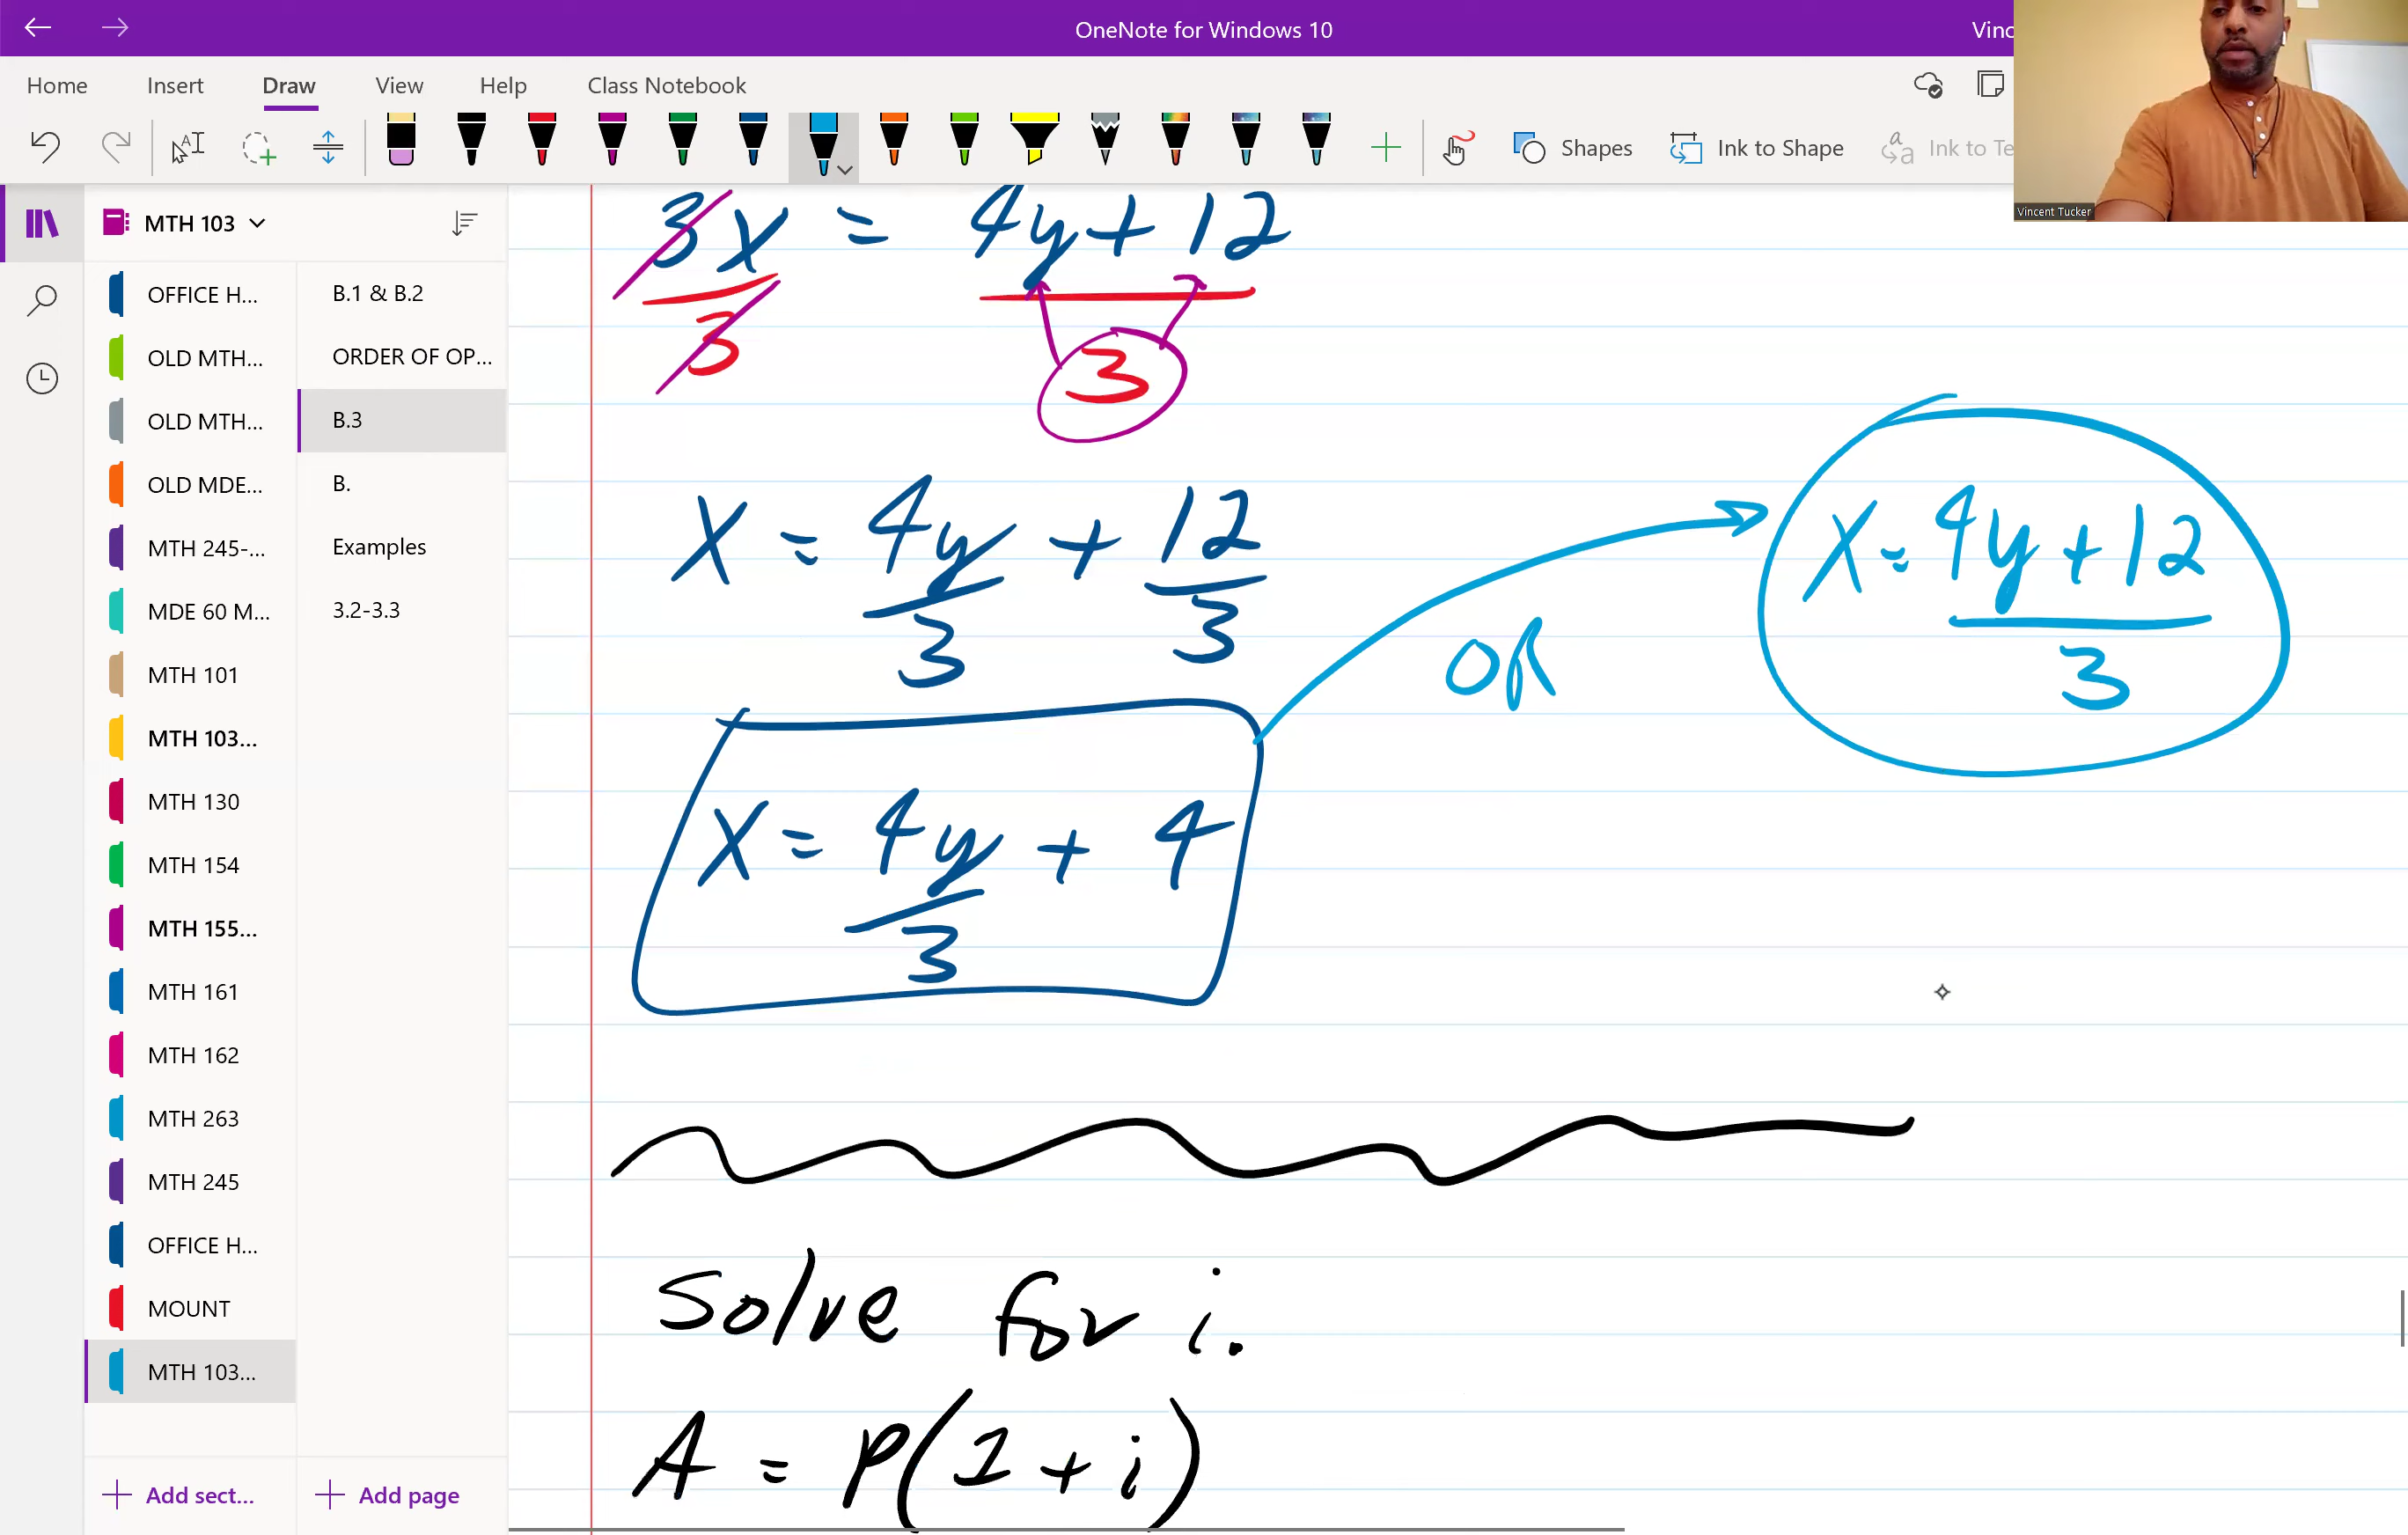 OneNote for Windows 10
Vinc
Home Insert Draw View Help Class Notebook
Shapes Ink to Shape Ink to Te
Vincent Tucker
MTH 103
OFFICE H...
OLD MTH...
OLD MTH...
OLD MDE...
MTH 245-...
MDE 60 M...
MTH 101
MTH 103...
MTH 130
MTH 154
MTH 155...
MTH 161
MTH 162
MTH 263
MTH 245
OFFICE H...
MOUNT
MTH 103...
Add sect...
B.1 & B.2
ORDER OF OP...
B.3
B.
Examples
3.2-3.3
Add page
3x = 4y + 12
3 3
X = 4y/3 + 12/3
X = 4y/3 + 4
OR
X = 4y + 12
3
Solve for i.
A = P(1 + i)